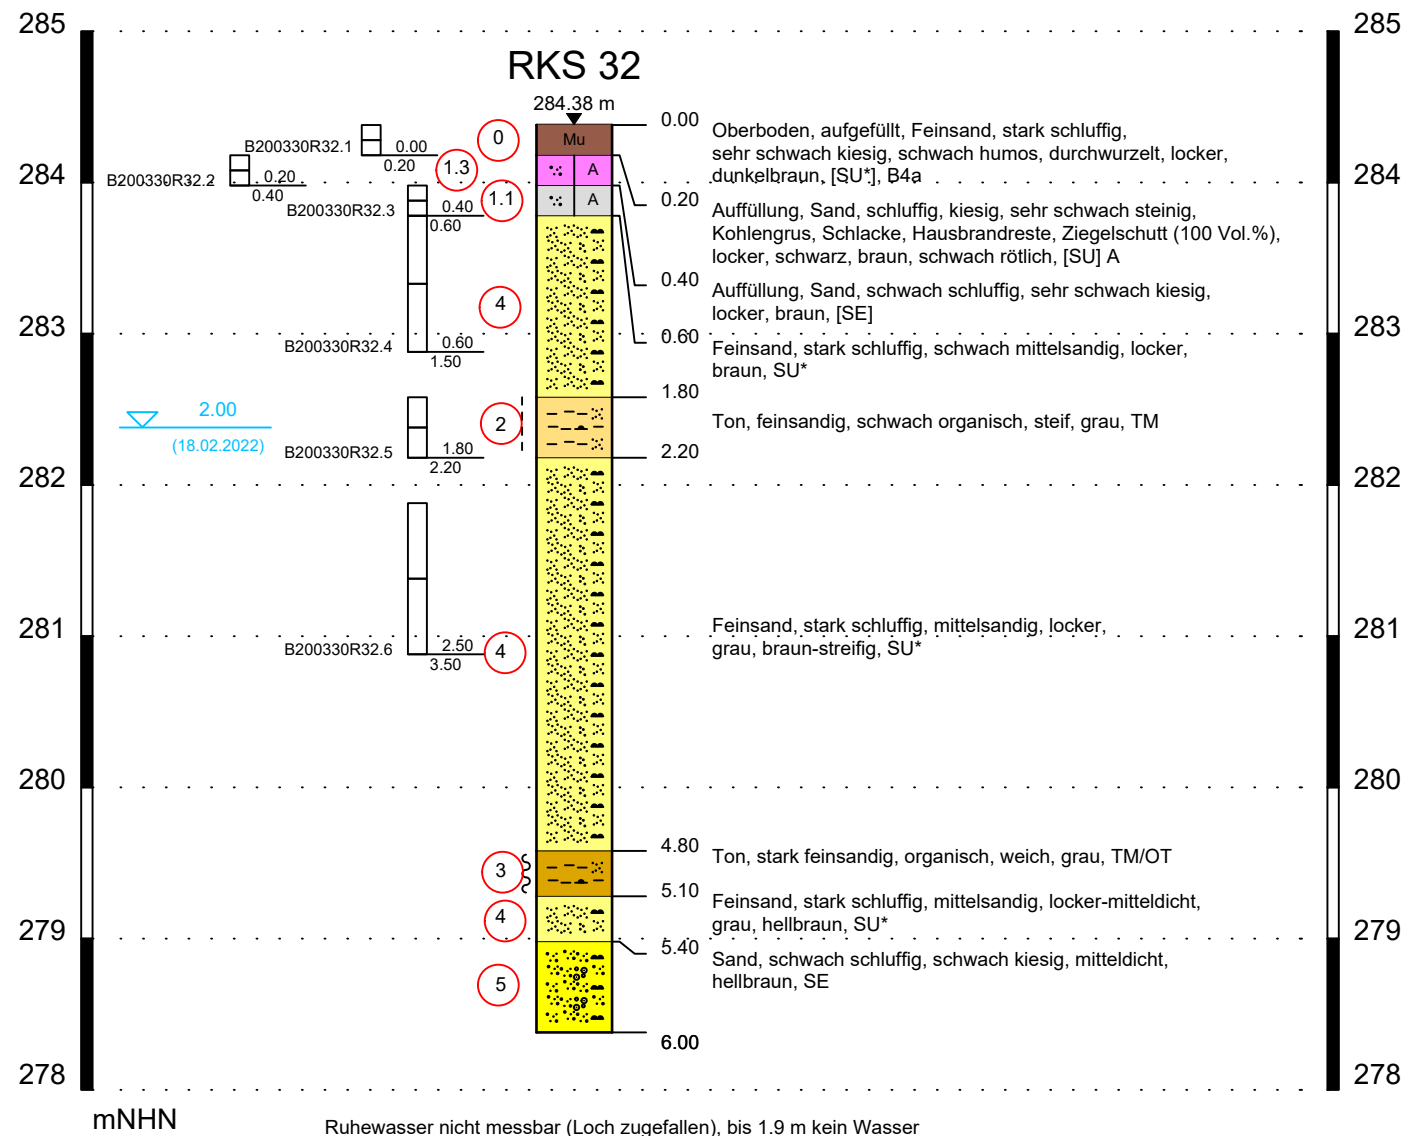 285
285
RKS 32
284.38 m
0.00
Mu
0
B200330R32.1
0.00
0.20
Oberboden, aufgefüllt, Feinsand, stark schluffig,
sehr schwach kiesig, schwach humos, durchwurzelt, locker,
dunkelbraun, [SU*], B4a
1.3
A
B200330R32.2
0.20
0.40
284
284
0.20
1.1
A
B200330R32.3
0.40
0.60
Auffüllung, Sand, schluffig, kiesig, sehr schwach steinig,
Kohlengrus, Schlacke, Hausbrandreste, Ziegelschutt (100 Vol.%),
locker, schwarz, braun, schwach rötlich, [SU] A
0.40
Auffüllung, Sand, schwach schluffig, sehr schwach kiesig,
locker, braun, [SE]
4
283
283
0.60
B200330R32.4
0.60
1.50
Feinsand, stark schluffig, schwach mittelsandig, locker,
braun, SU*
1.80
2.00
(18.02.2022)
2
Ton, feinsandig, schwach organisch, steif, grau, TM
B200330R32.5
1.80
2.20
2.20
282
282
281
281
Feinsand, stark schluffig, mittelsandig, locker,
grau, braun-streifig, SU*
B200330R32.6
2.50
3.50
4
280
280
4.80
3
Ton, stark feinsandig, organisch, weich, grau, TM/OT
5.10
4
Feinsand, stark schluffig, mittelsandig, locker-mitteldicht,
grau, hellbraun, SU*
279
279
5.40
5
Sand, schwach schluffig, schwach kiesig, mitteldicht,
hellbraun, SE
6.00
278
278
mNHN
Ruhewasser nicht messbar (Loch zugefallen), bis 1.9 m kein Wasser